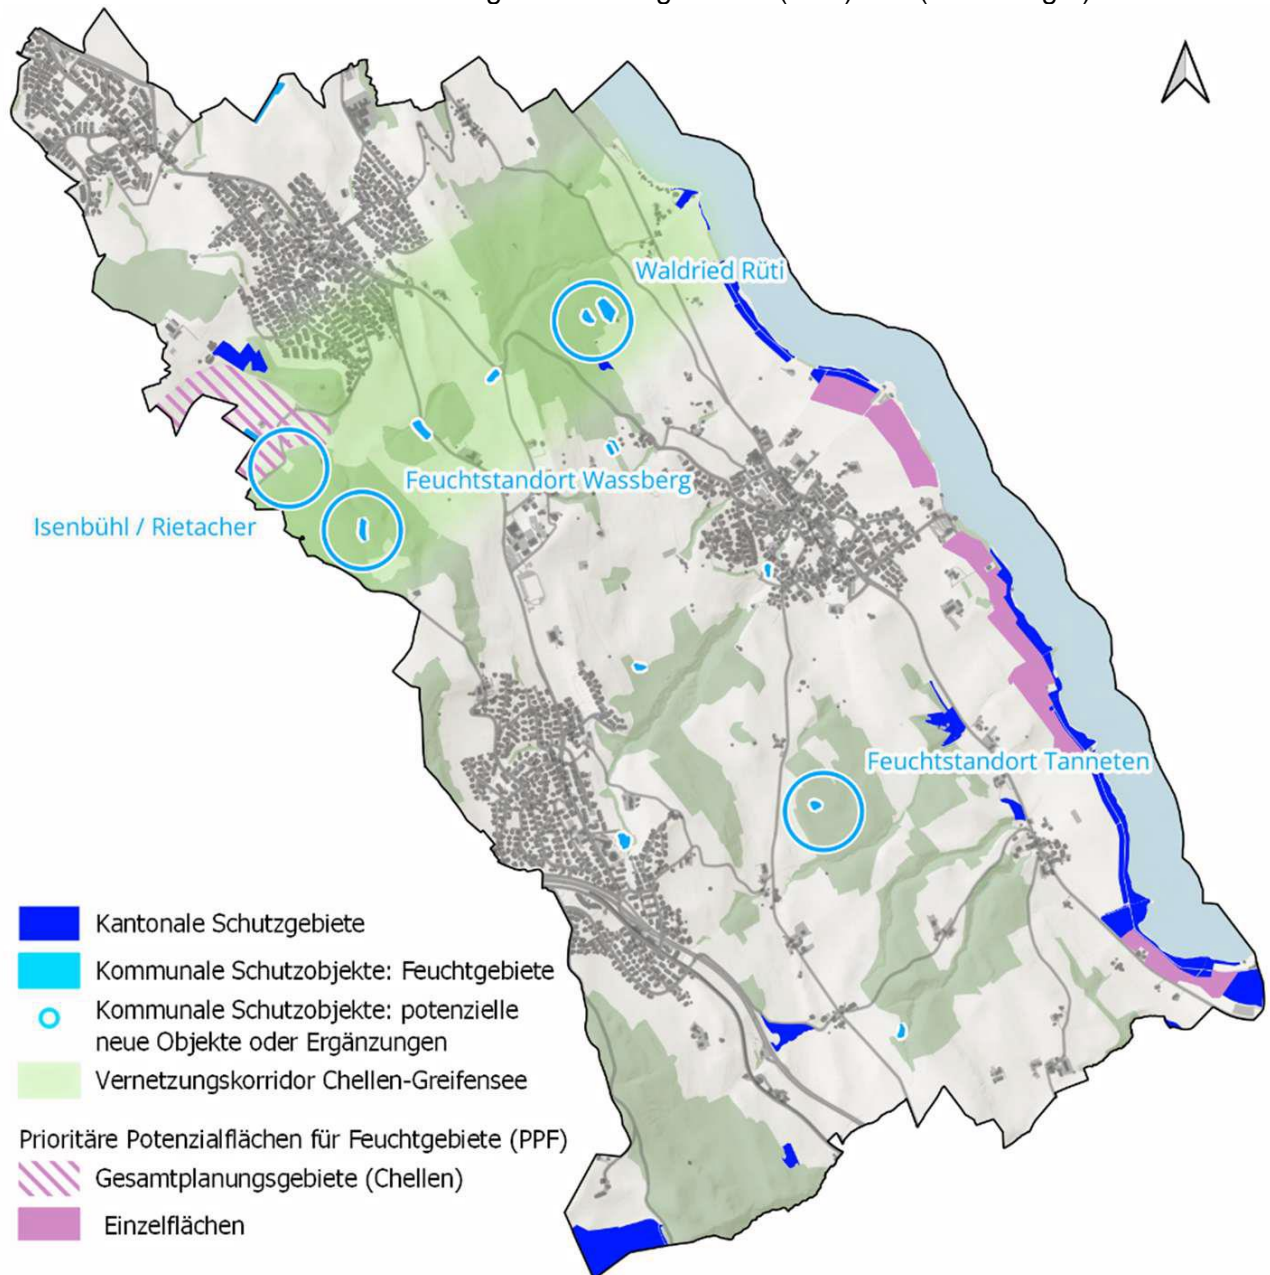 Waldried Rüti
Feuchtstandort Wassberg
Isenbühl / Rietacher
Feuchtstandort Tanneten
Kantonale Schutzgebiete
Kommunale Schutzobjekte: Feuchtgebiete
Kommunale Schutzobjekte: potenzielle
neue Objekte oder Ergänzungen
Vernetzungskorridor Chellen-Greifensee
Prioritäre Potenzialflächen für Feuchtgebiete (PPF)
Gesamtplanungsgebiete (Chellen)
Einzelflächen